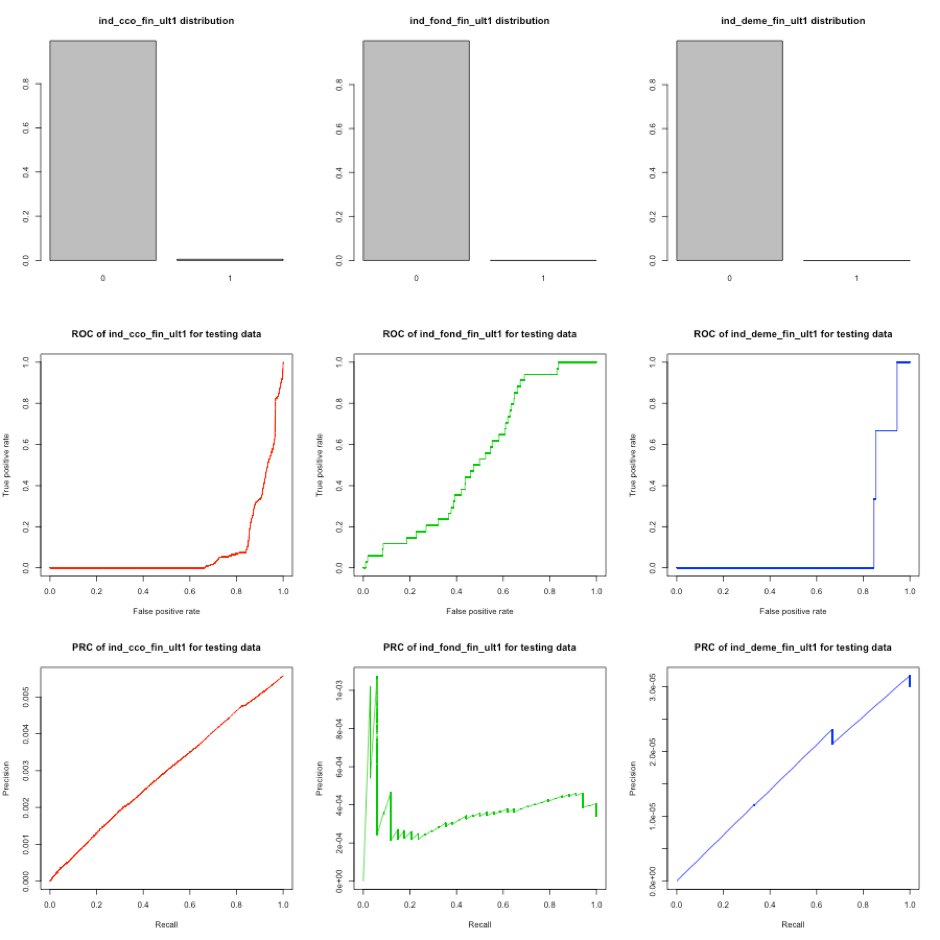 ind_cco_fin_ult1 distribution
0.0 0.2 0.4 0.6 0.8
0 1
ind_fond_fin_ult1 distribution
0.0 0.2 0.4 0.6 0.8
0 1
ind_deme_fin_ult1 distribution
0.0 0.2 0.4 0.6 0.8
0 1
ROC of ind_cco_fin_ult1 for testing data
True positive rate
0.0 0.2 0.4 0.6 0.8 1.0
0.0 0.2 0.4 0.6 0.8 1.0
False positive rate
ROC of ind_fond_fin_ult1 for testing data
True positive rate
0.0 0.2 0.4 0.6 0.8 1.0
0.0 0.2 0.4 0.6 0.8 1.0
False positive rate
ROC of ind_deme_fin_ult1 for testing data
True positive rate
0.0 0.2 0.4 0.6 0.8 1.0
0.0 0.2 0.4 0.6 0.8 1.0
False positive rate
PRC of ind_cco_fin_ult1 for testing data
Precision
0.000 0.001 0.002 0.003 0.004 0.005
0.0 0.2 0.4 0.6 0.8 1.0
Recall
PRC of ind_fond_fin_ult1 for testing data
Precision
0e+00 2e-04 4e-04 6e-04 8e-04 1e-03
0.0 0.2 0.4 0.6 0.8 1.0
Recall
PRC of ind_deme_fin_ult1 for testing data
Precision
0.0e+00 1.0e-05 2.0e-05 3.0e-05
0.0 0.2 0.4 0.6 0.8 1.0
Recall